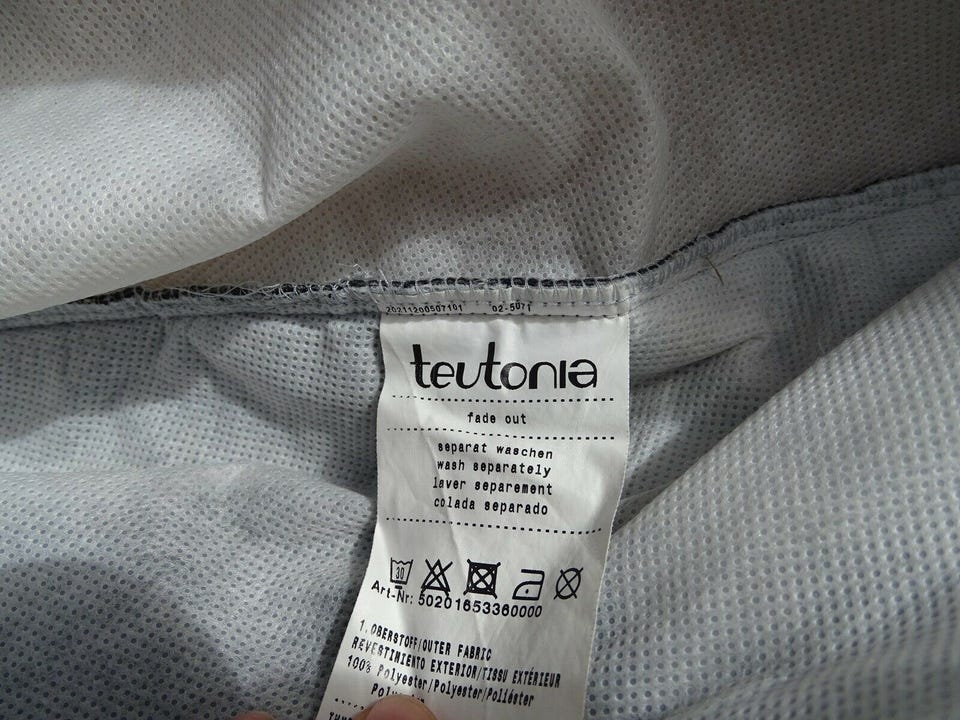 20211200507101 02-5071
teutonia
fade out
separat waschen
wash separately
laver separement
colada separado
30
Art-Nr: 50201653360000
1. OBERSTOFF/OUTER FABRIC
REVESTIMIENTO EXTERIOR/TISSU EXTÉRIEUR
100% Polyester/Polyester/Poliéster